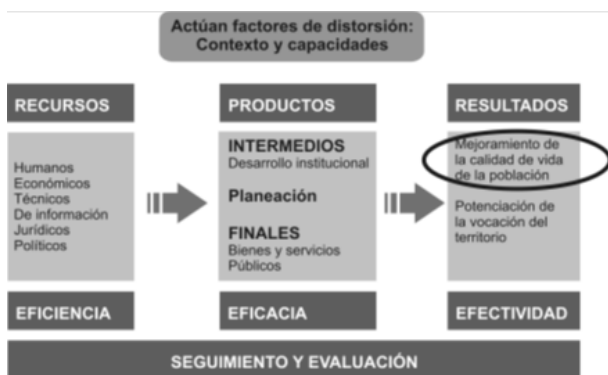 Actúan factores de distorsión:
Contexto y capacidades
RECURSOS
Humanos
Económicos
Técnicos
De información
Jurídicos
Políticos
EFICIENCIA
PRODUCTOS
INTERMEDIOS
Desarrollo institucional
Planeación
FINALES
Bienes y servicios
Públicos
EFICACIA
RESULTADOS
Mejoramiento de
la calidad de vida
de la población
Potenciación de
la vocación del
territorio
EFECTIVIDAD
SEGUIMIENTO Y EVALUACIÓN